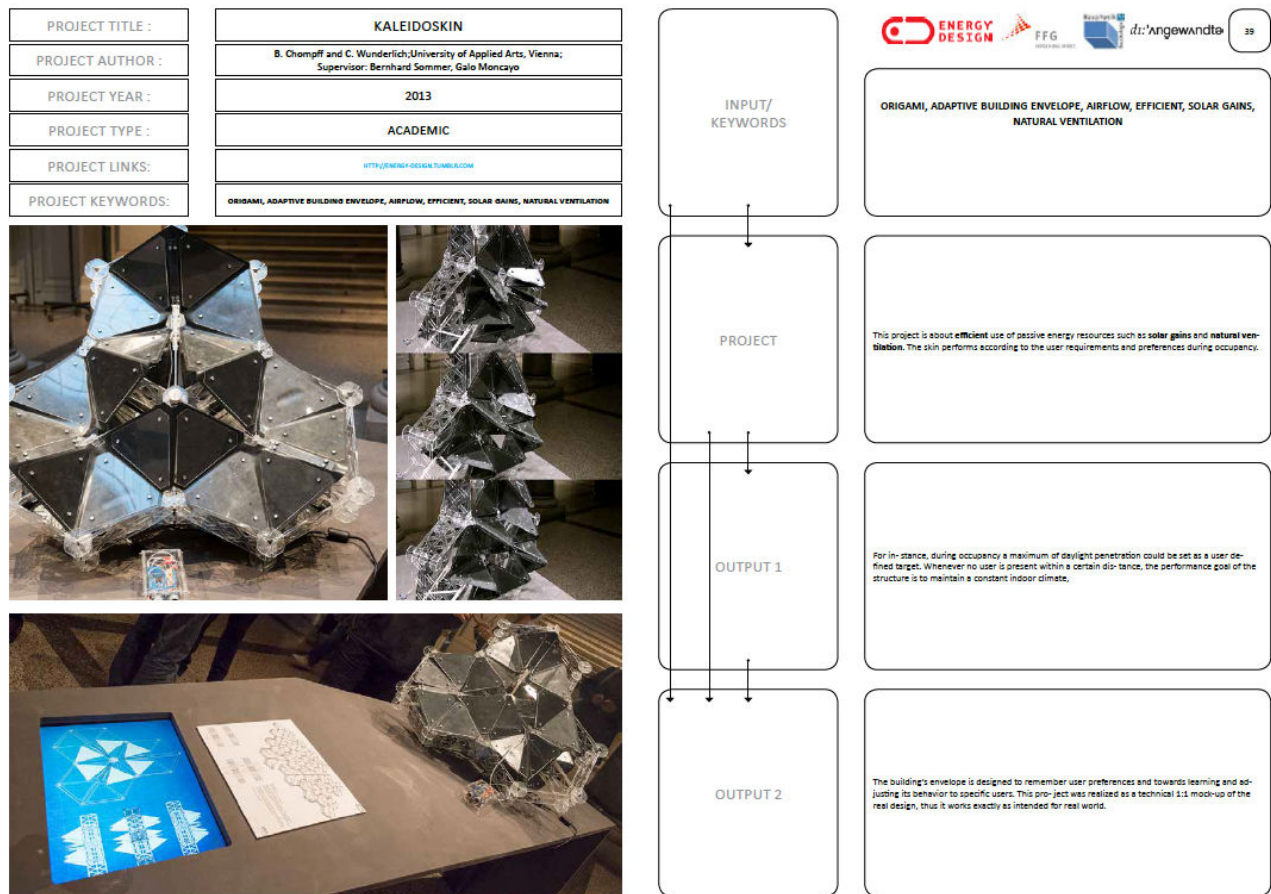 PROJECT TITLE :
KALEIDOSKIN
PROJECT AUTHOR :
B. Chompff and C. Wunderlich;University of Applied Arts, Vienna;
Supervisor: Bernhard Sommer, Galo Moncayo
PROJECT YEAR :
2013
PROJECT TYPE :
ACADEMIC
PROJECT LINKS:
HTTP://ENERGY-DESIGN.TUMBLR.COM
PROJECT KEYWORDS:
ORIGAMI, ADAPTIVE BUILDING ENVELOPE, AIRFLOW, EFFICIENT, SOLAR GAINS, NATURAL VENTILATION
ENERGY
DESIGN
FFG
dı:'ʌngewʌndtə
39
INPUT/
KEYWORDS
ORIGAMI, ADAPTIVE BUILDING ENVELOPE, AIRFLOW, EFFICIENT, SOLAR GAINS,
NATURAL VENTILATION
PROJECT
This project is about efficient use of passive energy resources such as solar gains and natural ven-
tilation. The skin performs according to the user requirements and preferences during occupancy.
OUTPUT 1
For in- stance, during occupancy a maximum of daylight penetration could be set as a user de-
fined target. Whenever no user is present within a certain dis- tance, the performance goal of the
structure is to maintain a constant indoor climate,
OUTPUT 2
The building's envelope is designed to remember user preferences and towards learning and ad-
justing its behavior to specific users. This pro- ject was realized as a technical 1:1 mock-up of the
real design, thus it works exactly as intended for real world.